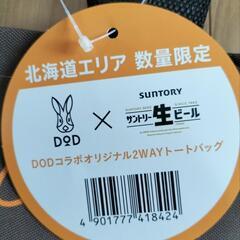 北海道エリア 数量限定
DOD
×
SUNTORY
サントリー生ビール
DODコラボオリジナル2WAYトートバッグ
4 901777 418424